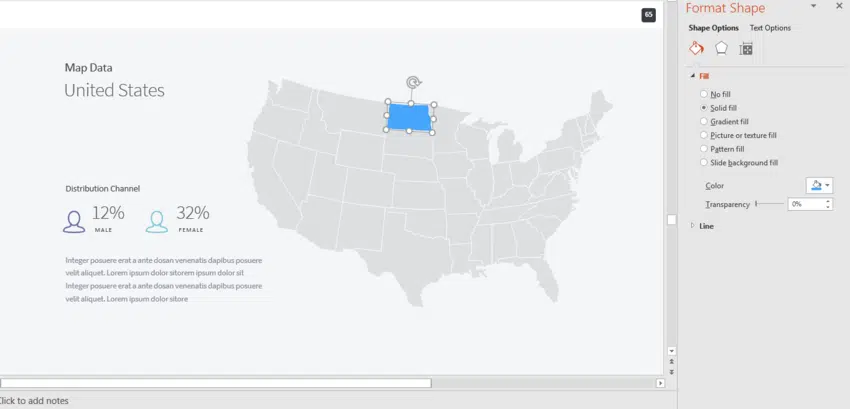 65
Map Data
United States
Distribution Channel
12%
MALE
32%
FEMALE
Integer posuere erat a ante dosan venenatis dapibus posuere
velit aliquet. Lorem ipsum dolor sitorem ipsum dolor sit
Integer posuere erat a ante dosan venenatis dapibus posuere
velit aliquet. Lorem ipsum dolor sitore
Click to add notes
Format Shape
Shape Options Text Options
Fill
No fill
Solid fill
Gradient fill
Picture or texture fill
Pattern fill
Slide background fill
Color
Transparency 0%
Line